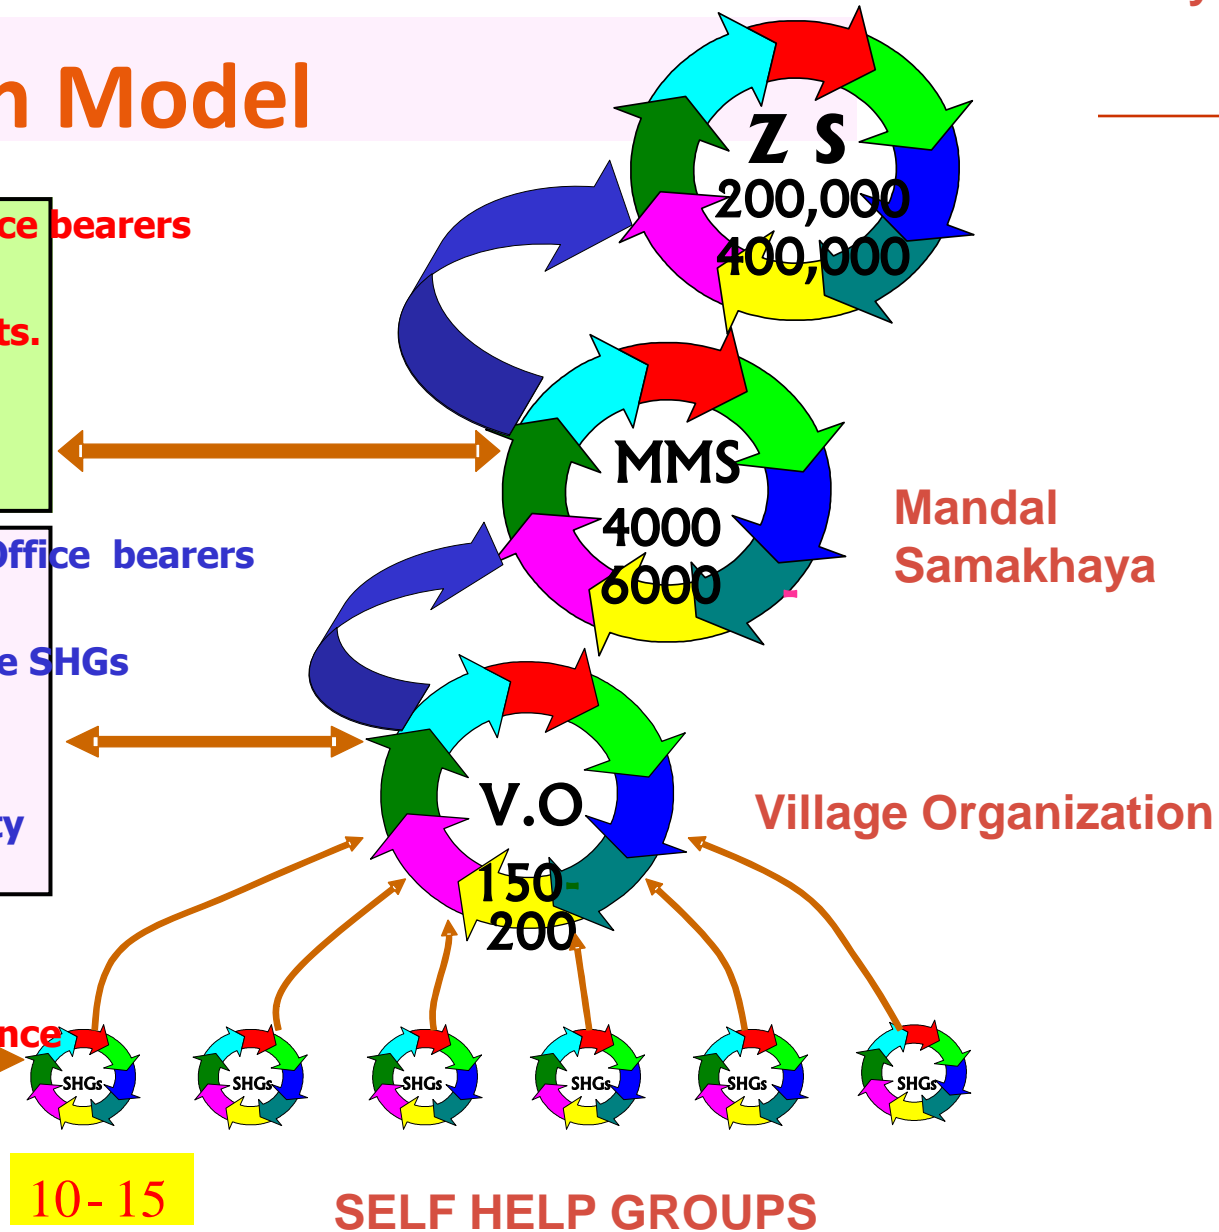 n Model
Z S
200,000
400,000
ce bearers
ts.
MMS
4000
6000
Mandal
Samakhaya
Office bearers
e SHGs
V.O
150-
200
Village Organization
ty
nce
SHGs
SHGs
SHGs
SHGs
SHGs
SHGs
10- 15
SELF HELP GROUPS